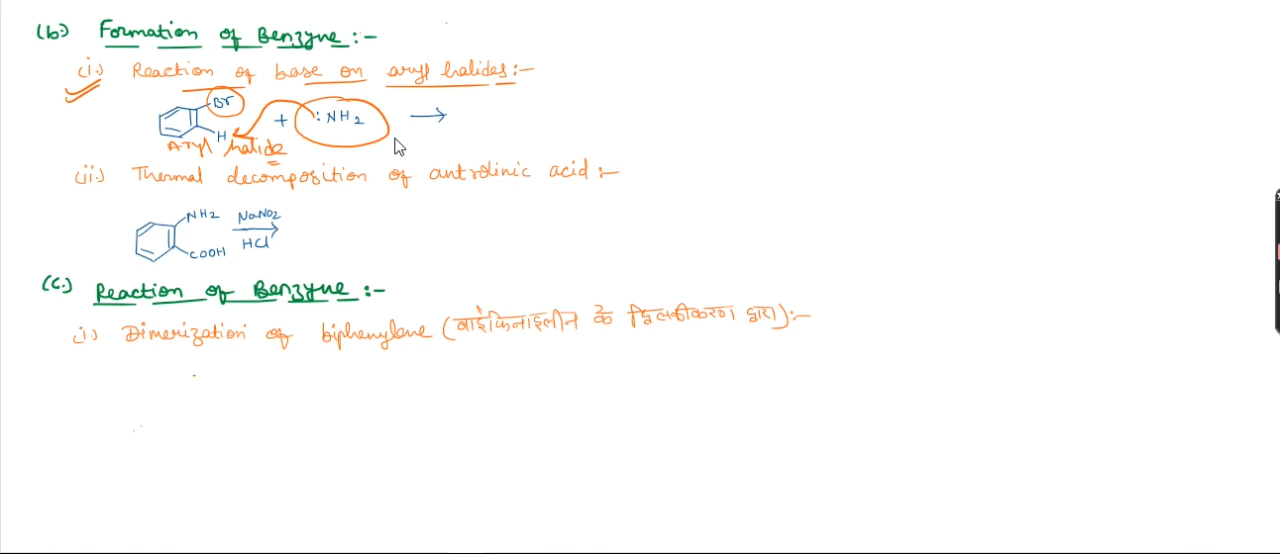 (b.) Formation of Benzyne :-
(i.) Reaction of base on aryl halides :-
Br
H
+ :NH2 →
Aryl halide
(ii.) Thermal decomposition of antrolinic acid :-
NH2
COOH
NaNO2
HCl
(C.) Reaction of Benzyne :-
(i) Dimerization of biphenylene (बाईफिनाइलीन के द्विलकीकरण द्वारा) :-